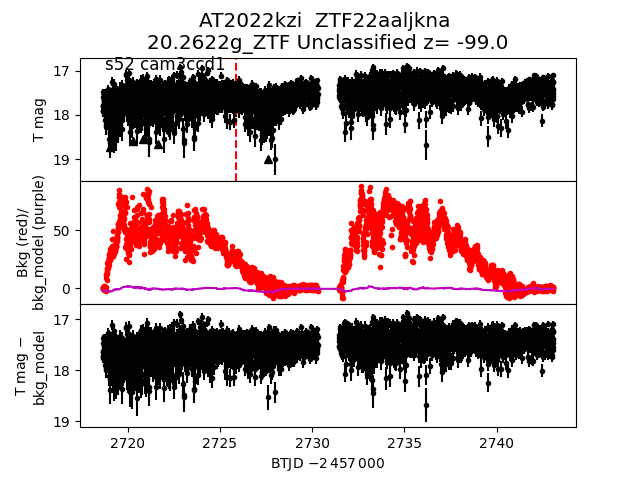 AT2022kzi  ZTF22aaljkna
20.2622g_ZTF Unclassified z= -99.0
s52 cam3ccd1
17
18
19
T mag
50
0
Bkg (red)/
bkg_model (purple)
17
18
19
T mag −
bkg_model
2720
2725
2730
2735
2740
BTJD −2 457 000